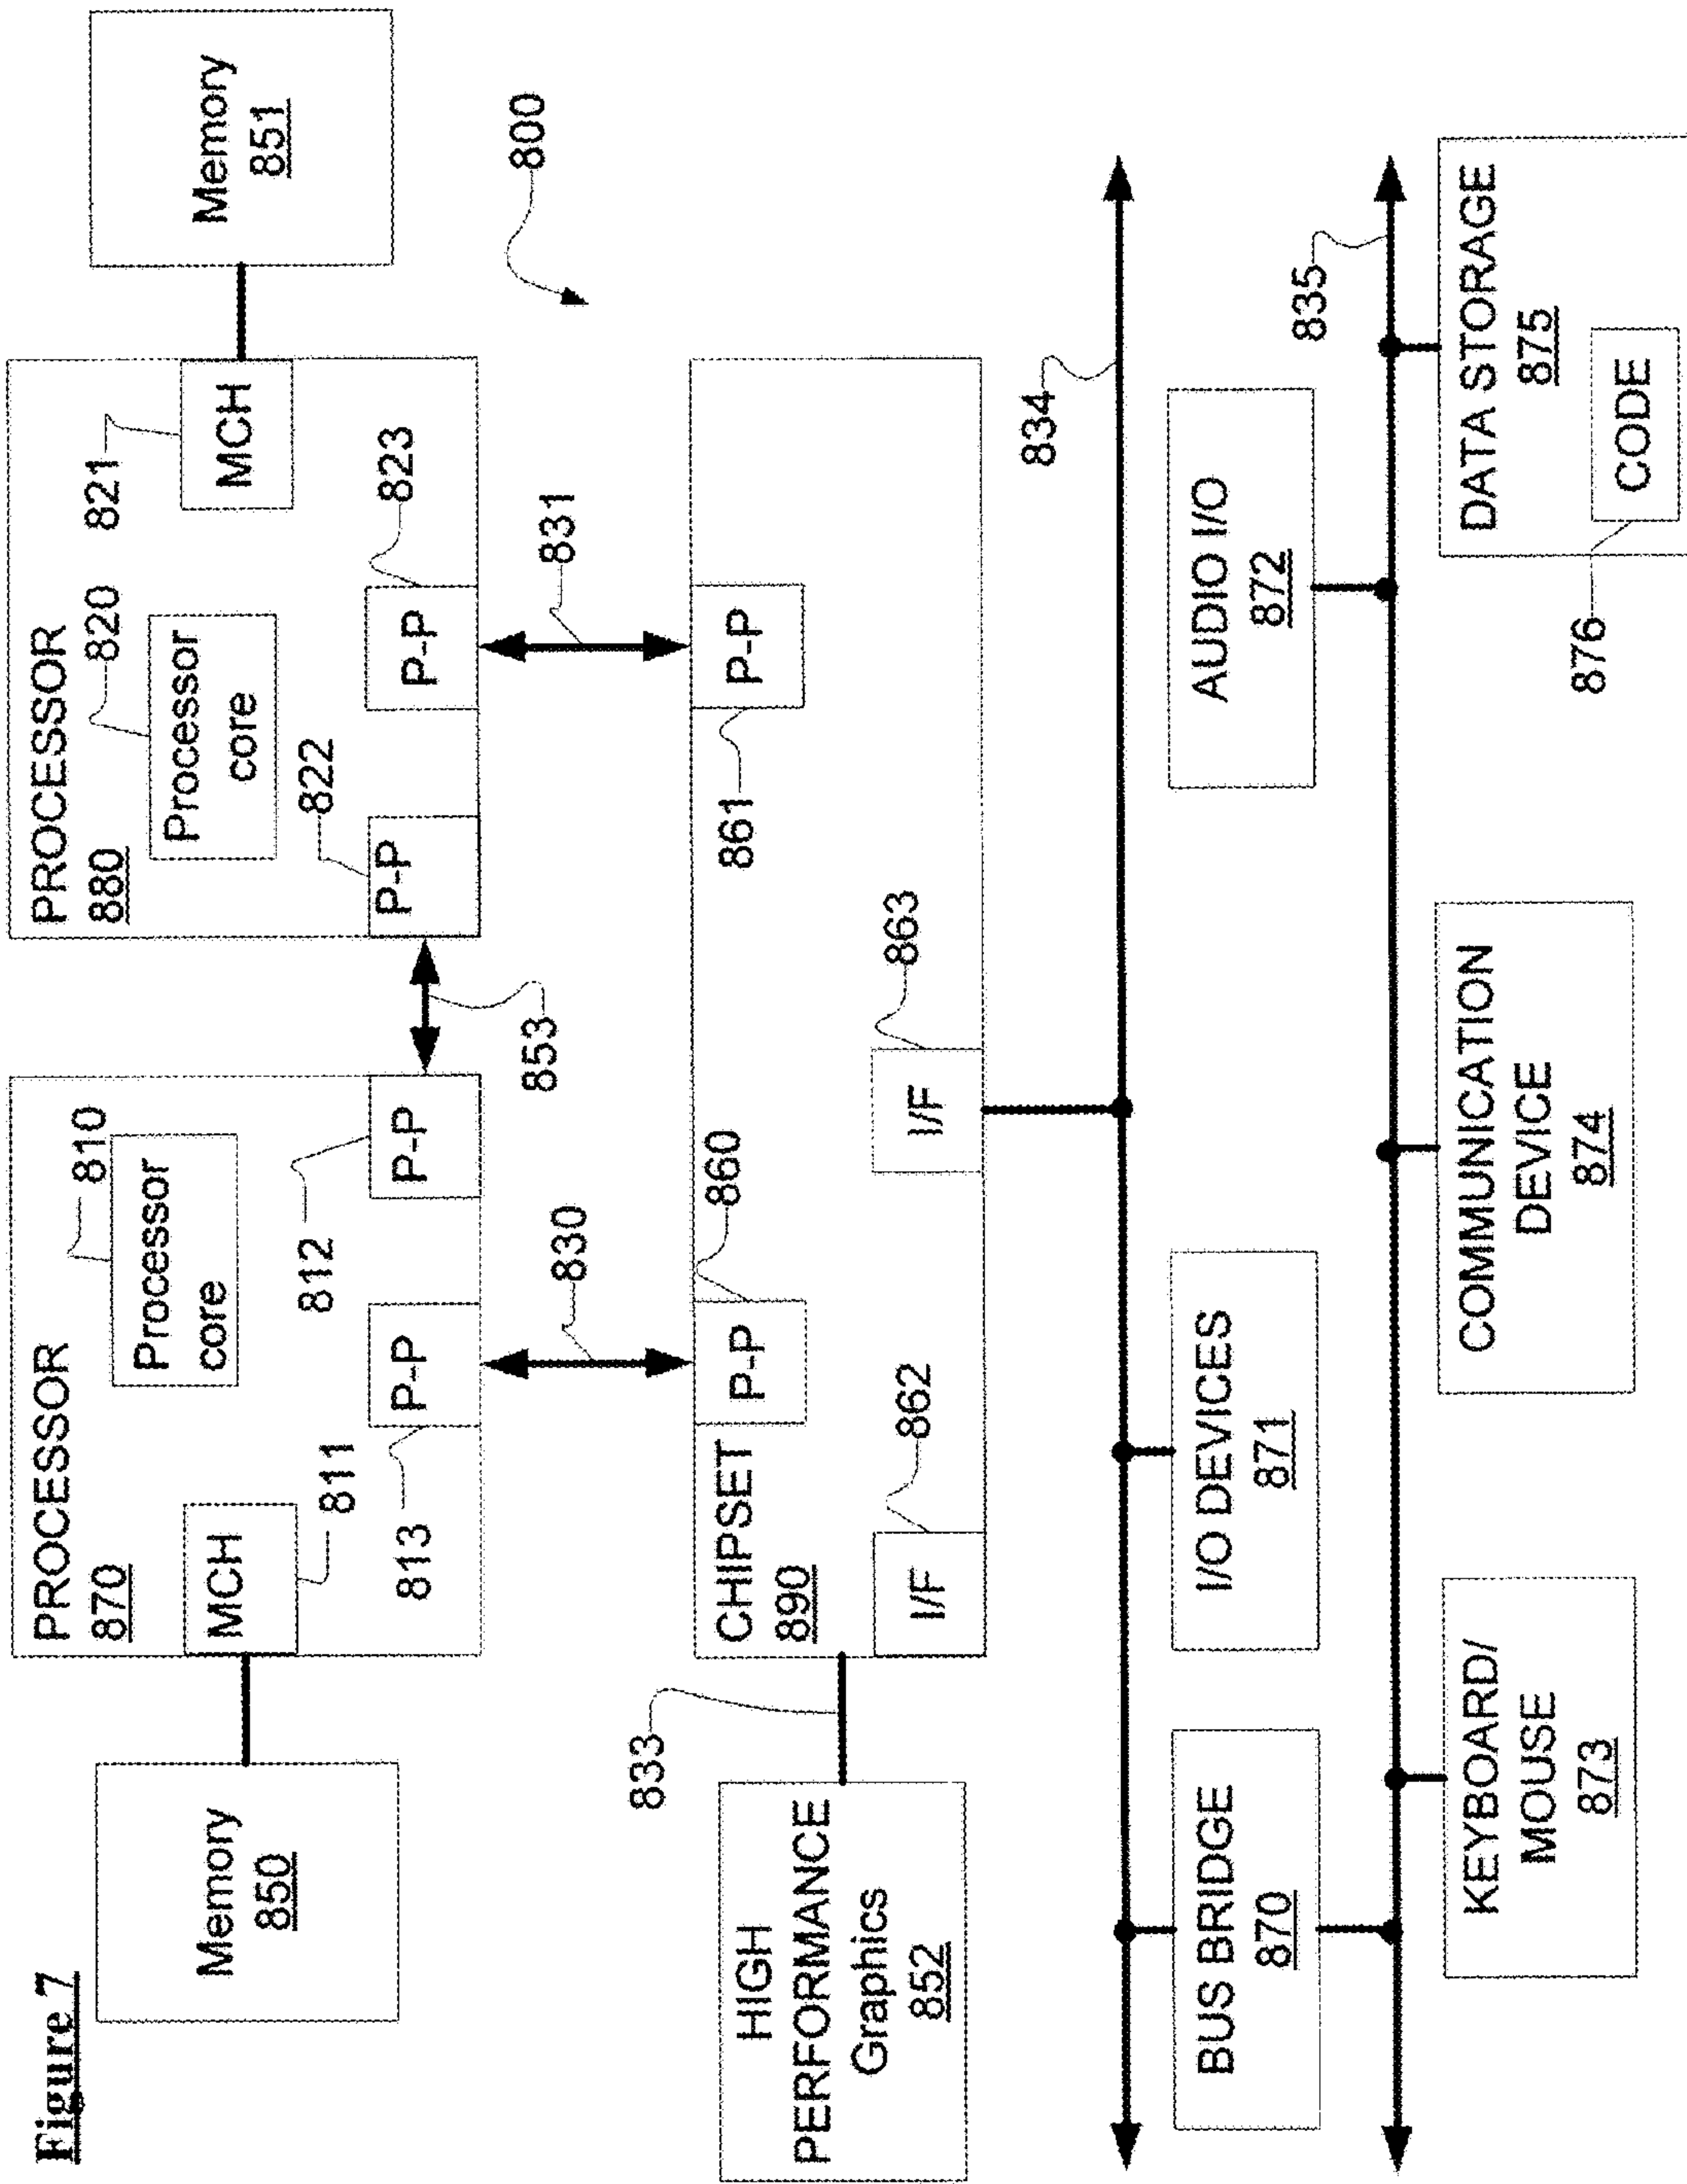 Figure 7
Memory
850
PROCESSOR
870
Processor
core
810
MCH
811
P-P
813
P-P
812
853
PROCESSOR
880
Processor
core
820
MCH
821
P-P
822
P-P
823
Memory
851
830
831
800
HIGH
PERFORMANCE
Graphics
852
833
CHIPSET
890
P-P
860
P-P
861
I/F
862
I/F
863
834
BUS BRIDGE
870
I/O DEVICES
871
AUDIO I/O
872
835
KEYBOARD/
MOUSE
873
COMMUNICATION
DEVICE
874
DATA STORAGE
875
CODE
876